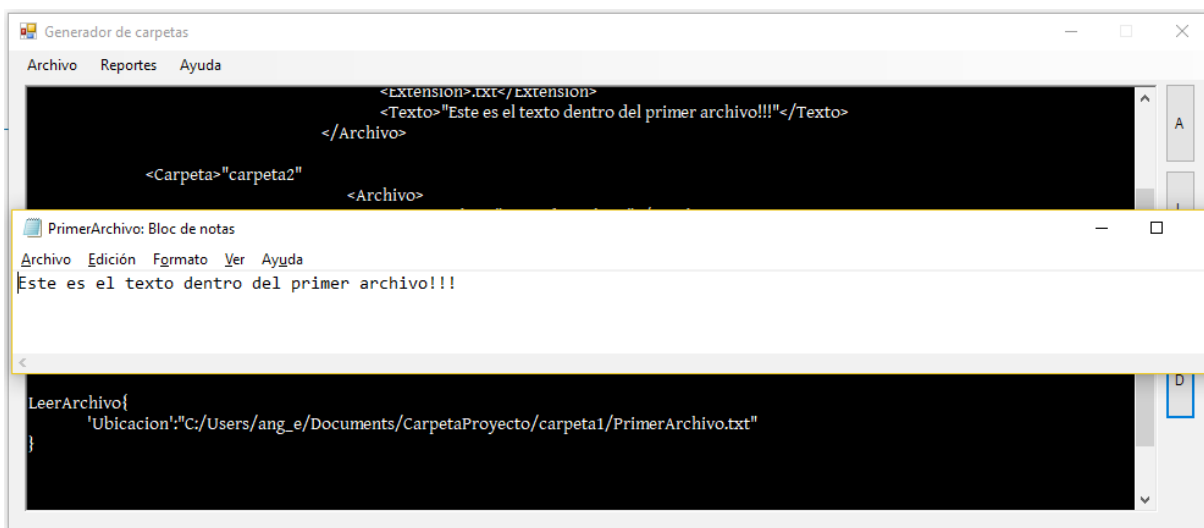 Generador de carpetas
Archivo Reportes Ayuda
<Extension>.txt</Extension>
<Texto>"Este es el texto dentro del primer archivo!!!"</Texto>
</Archivo>
A
<Carpeta>"carpeta2"
<Archivo>
PrimerArchivo: Bloc de notas
Archivo Edición Formato Ver Ayuda
Este es el texto dentro del primer archivo!!!
D
LeerArchivo{
'Ubicacion':"C:/Users/ang_e/Documents/CarpetaProyecto/carpeta1/PrimerArchivo.txt"
}